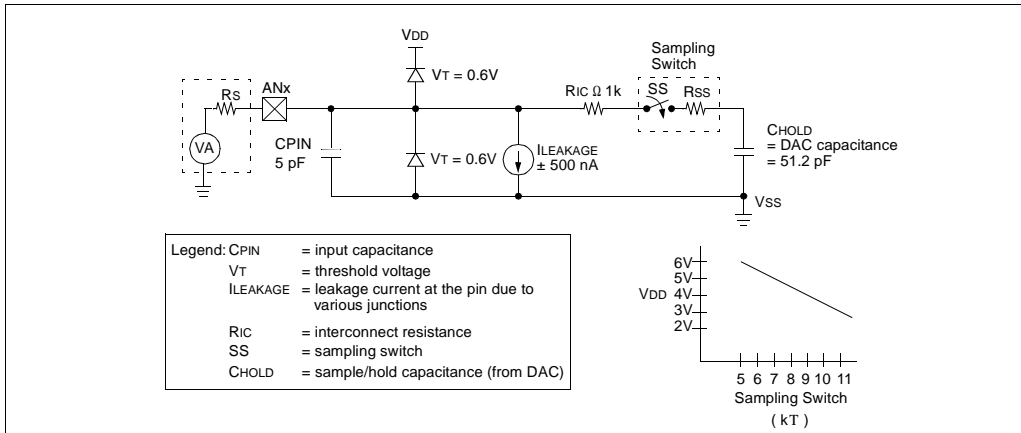 VDD
Sampling
Switch
VT = 0.6V
RS
ANx
RIC Ω 1k
SS
RSS
CHOLD
= DAC capacitance
= 51.2 pF
VA
CPIN
5 pF
VT = 0.6V
ILEAKAGE
± 500 nA
VSS
Legend: CPIN = input capacitance
VT = threshold voltage
ILEAKAGE = leakage current at the pin due to
various junctions
RIC = interconnect resistance
SS = sampling switch
CHOLD = sample/hold capacitance (from DAC)
6V
5V
VDD 4V
3V
2V
5 6 7 8 9 10 11
Sampling Switch
( kT )